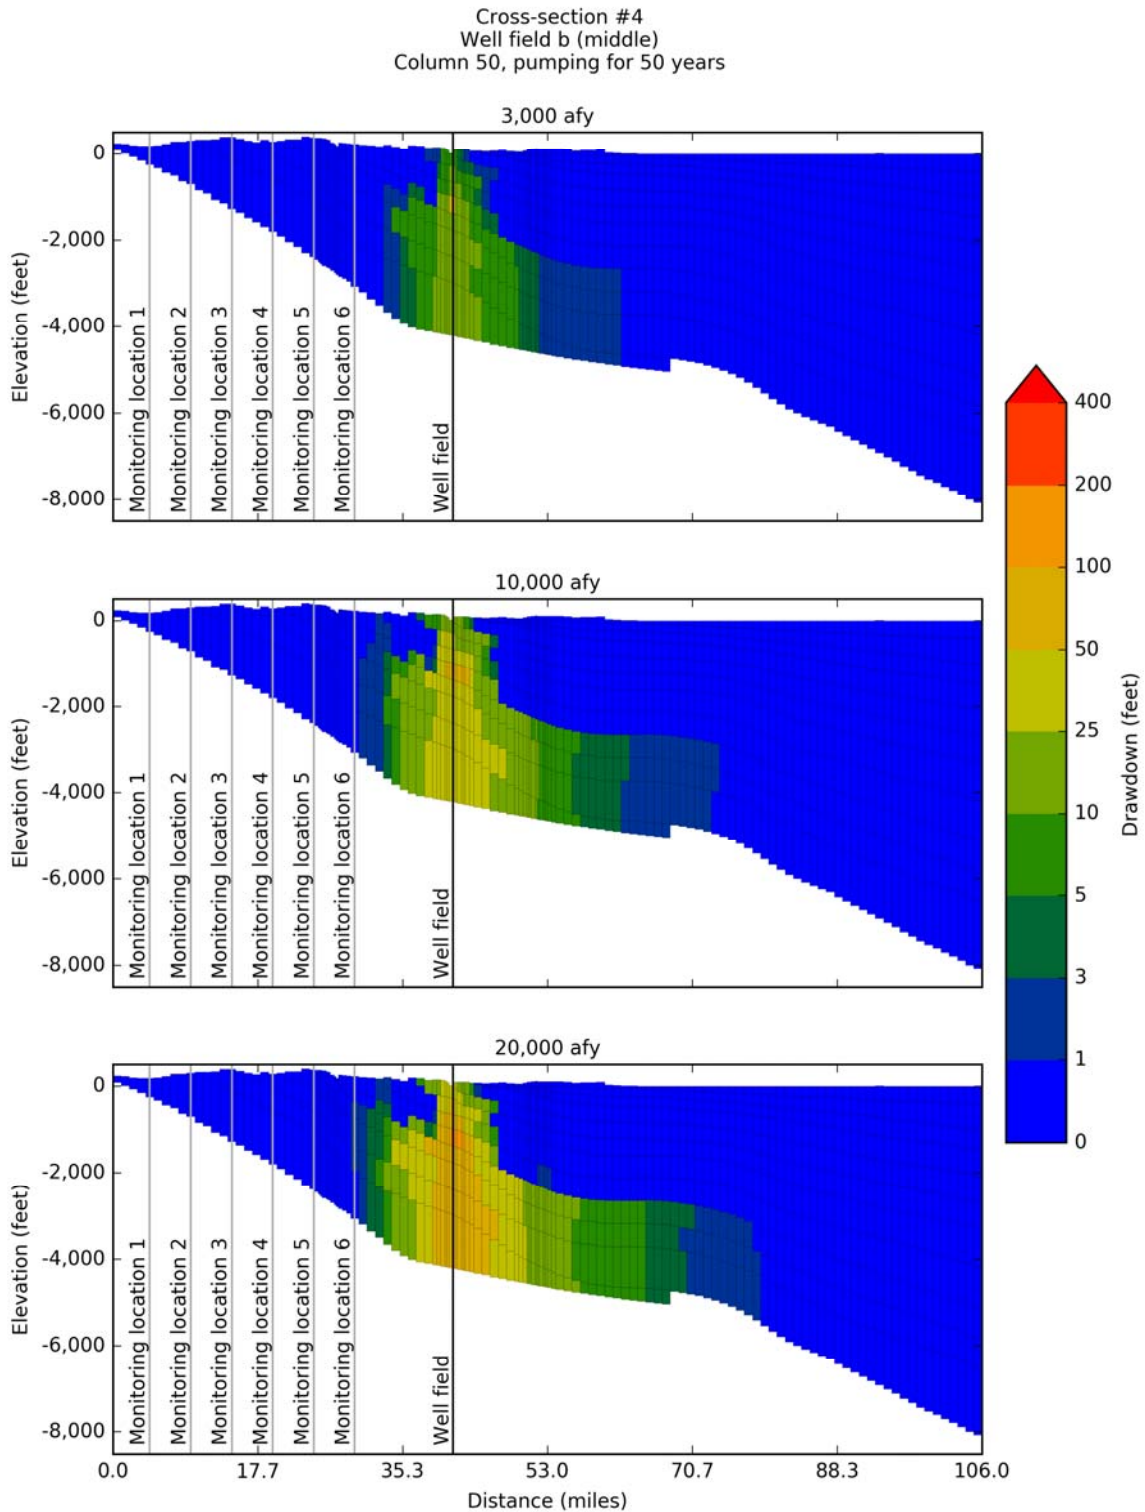 Cross-section #4
Well field b (middle)
Column 50, pumping for 50 years
3,000 afy
0
-2,000
-4,000
-6,000
-8,000
Elevation (feet)
Monitoring location 1
Monitoring location 2
Monitoring location 3
Monitoring location 4
Monitoring location 5
Monitoring location 6
Well field
10,000 afy
0
-2,000
-4,000
-6,000
-8,000
Elevation (feet)
Monitoring location 1
Monitoring location 2
Monitoring location 3
Monitoring location 4
Monitoring location 5
Monitoring location 6
Well field
20,000 afy
0
-2,000
-4,000
-6,000
-8,000
Elevation (feet)
Monitoring location 1
Monitoring location 2
Monitoring location 3
Monitoring location 4
Monitoring location 5
Monitoring location 6
Well field
0.0 17.7 35.3 53.0 70.7 88.3 106.0
Distance (miles)
400
200
100
50
25
10
5
3
1
0
Drawdown (feet)